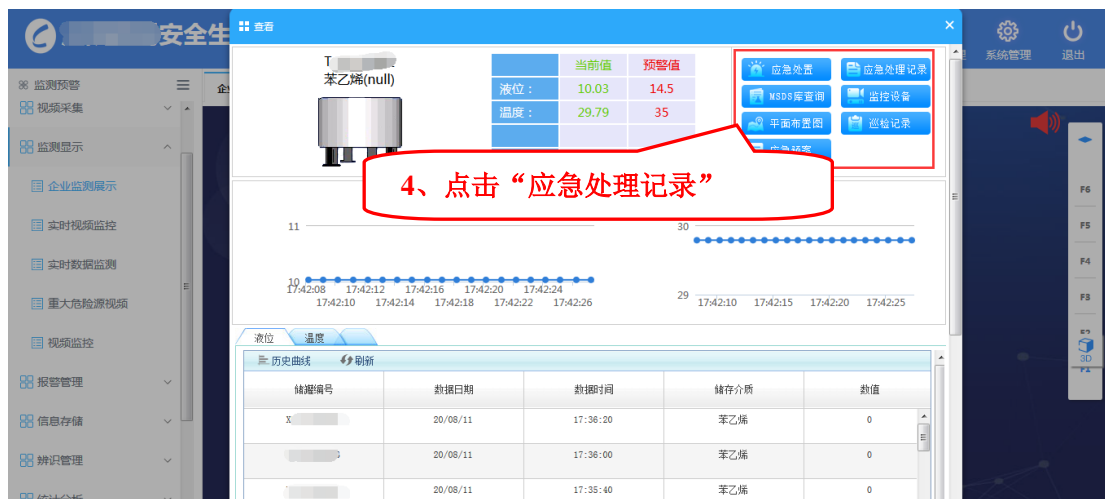 安全生
查看
×
系统管理
退出
监测预警
企
视频采集
监测显示
企业监测展示
实时视频监控
实时数据监测
重大危险源视频
视频监控
报警管理
信息存储
辨识管理
T
苯乙烯(null)
当前值 预警值
液位： 10.03 14.5
温度： 29.79 35
应急处置 应急处理记录
MSDS库查询 监控设备
平面布置图 巡检记录
应急预案
4、点击“应急处理记录”
11
10
17:42:08 17:42:12 17:42:16 17:42:20 17:42:24
17:42:10 17:42:14 17:42:18 17:42:22 17:42:26
30
29
17:42:10 17:42:15 17:42:20 17:42:25
液位 温度
历史曲线 刷新
储罐编号 数据日期 数据时间 储存介质 数值
X 20/08/11 17:36:20 苯乙烯 0
20/08/11 17:36:00 苯乙烯 0
20/08/11 17:35:40 苯乙烯 0
F6
F5
F4
F3
F2
3D
F1